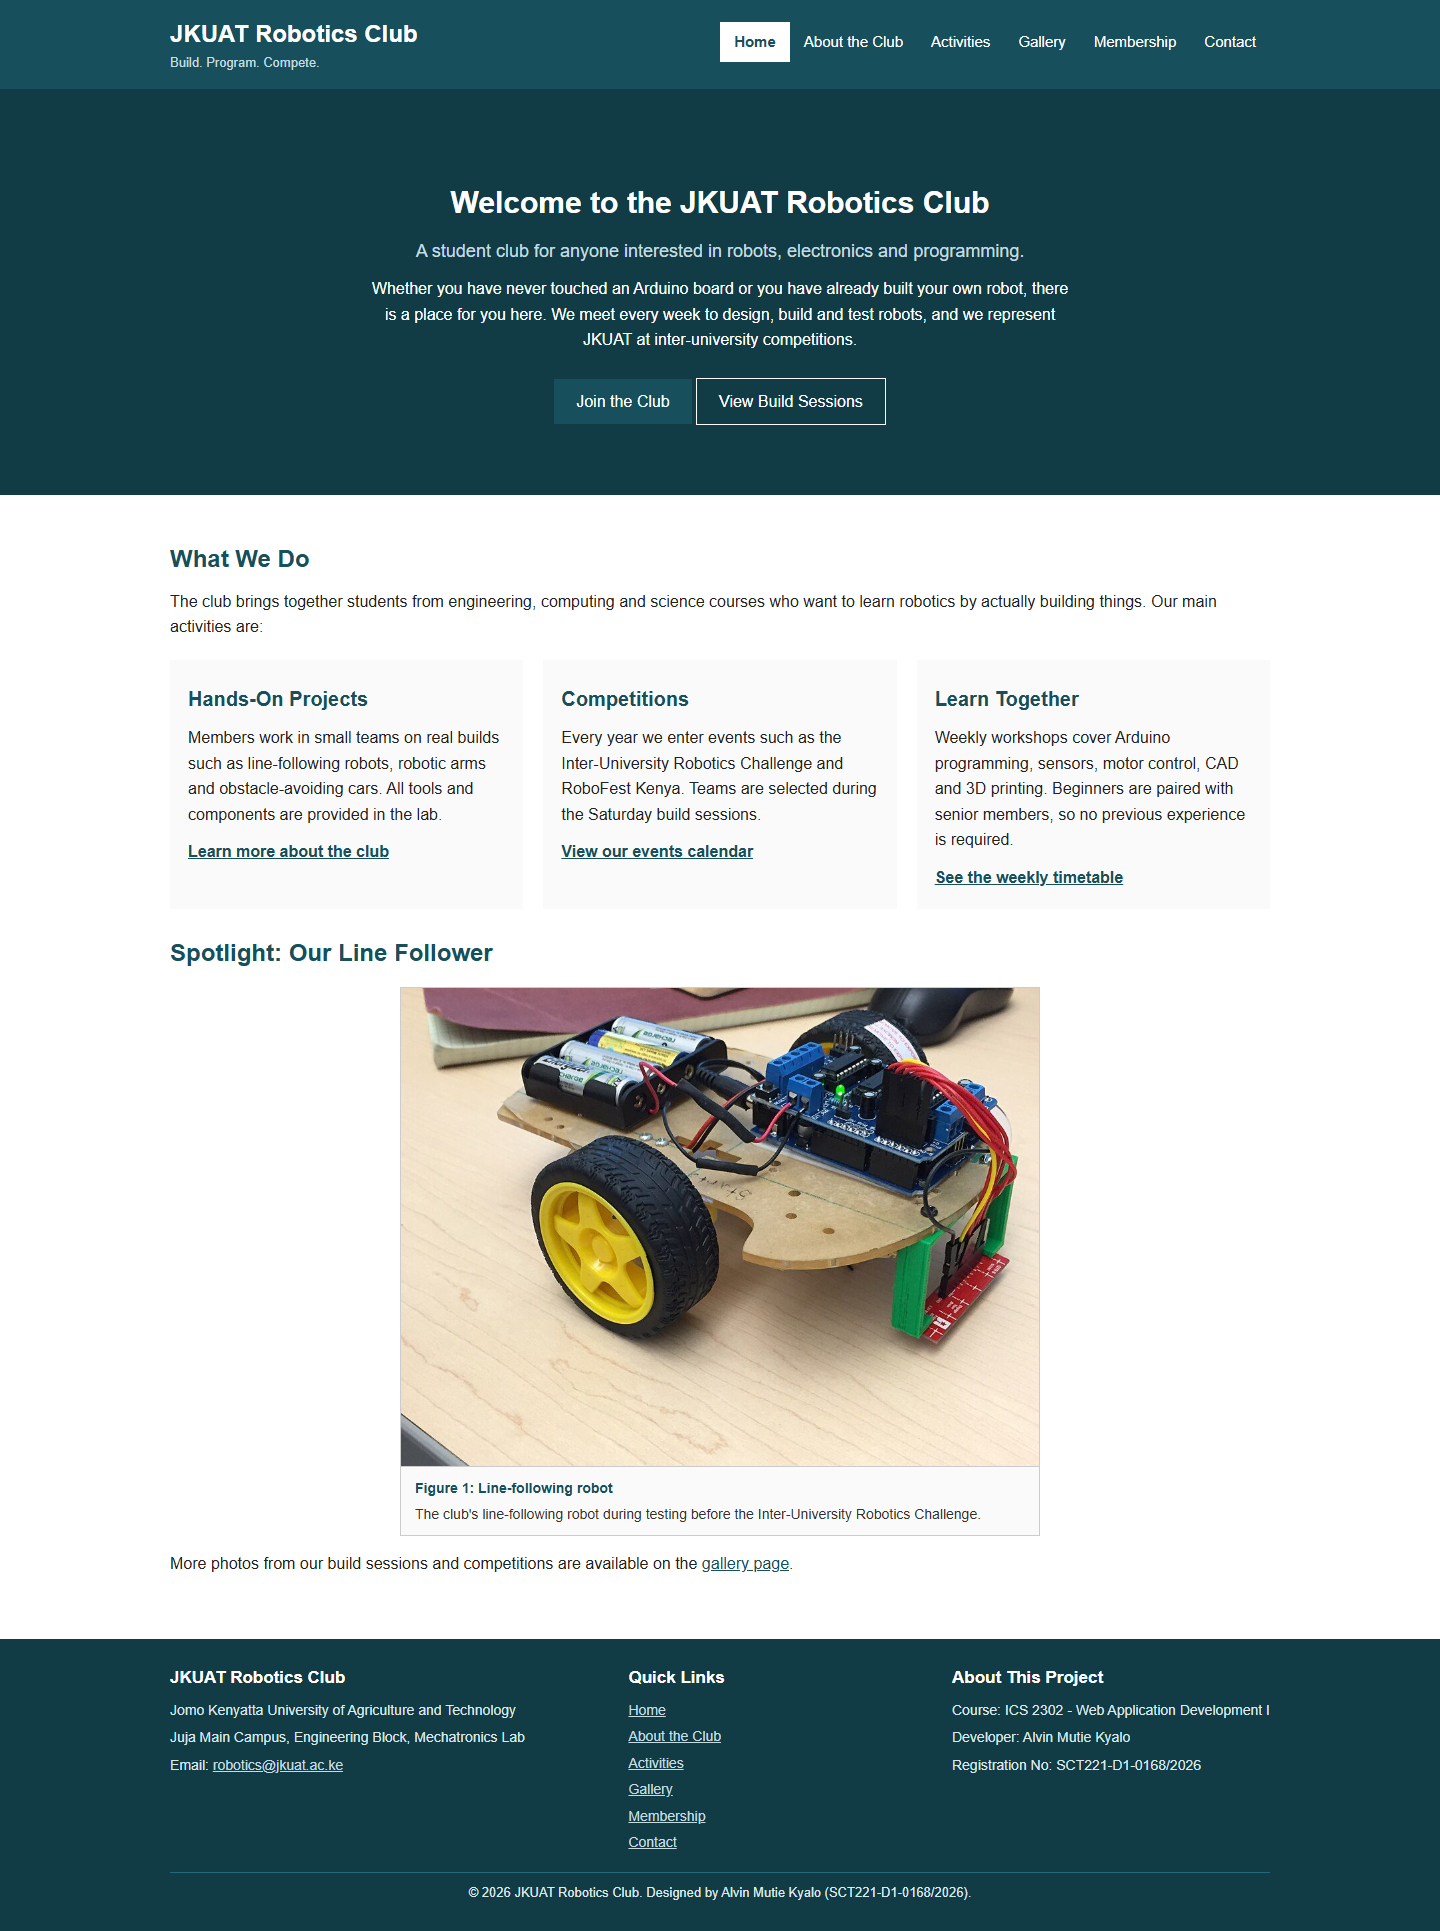 JKUAT Robotics Club
Build. Program. Compete.
Home
About the Club
Activities
Gallery
Membership
Contact
Welcome to the JKUAT Robotics Club
A student club for anyone interested in robots, electronics and programming.
Whether you have never touched an Arduino board or you have already built your own robot, there
is a place for you here. We meet every week to design, build and test robots, and we represent
JKUAT at inter-university competitions.
Join the Club
View Build Sessions
What We Do
The club brings together students from engineering, computing and science courses who want to learn robotics by actually building things. Our main
activities are:
Hands-On Projects
Members work in small teams on real builds
such as line-following robots, robotic arms
and obstacle-avoiding cars. All tools and
components are provided in the lab.
Learn more about the club
Competitions
Every year we enter events such as the
Inter-University Robotics Challenge and
RoboFest Kenya. Teams are selected during
the Saturday build sessions.
View our events calendar
Learn Together
Weekly workshops cover Arduino
programming, sensors, motor control, CAD
and 3D printing. Beginners are paired with
senior members, so no previous experience
is required.
See the weekly timetable
Spotlight: Our Line Follower
Figure 1: Line-following robot
The club's line-following robot during testing before the Inter-University Robotics Challenge.
More photos from our build sessions and competitions are available on the gallery page.
JKUAT Robotics Club
Jomo Kenyatta University of Agriculture and Technology
Juja Main Campus, Engineering Block, Mechatronics Lab
Email: robotics@jkuat.ac.ke
Quick Links
Home
About the Club
Activities
Gallery
Membership
Contact
About This Project
Course: ICS 2302 - Web Application Development I
Developer: Alvin Mutie Kyalo
Registration No: SCT221-D1-0168/2026
© 2026 JKUAT Robotics Club. Designed by Alvin Mutie Kyalo (SCT221-D1-0168/2026).